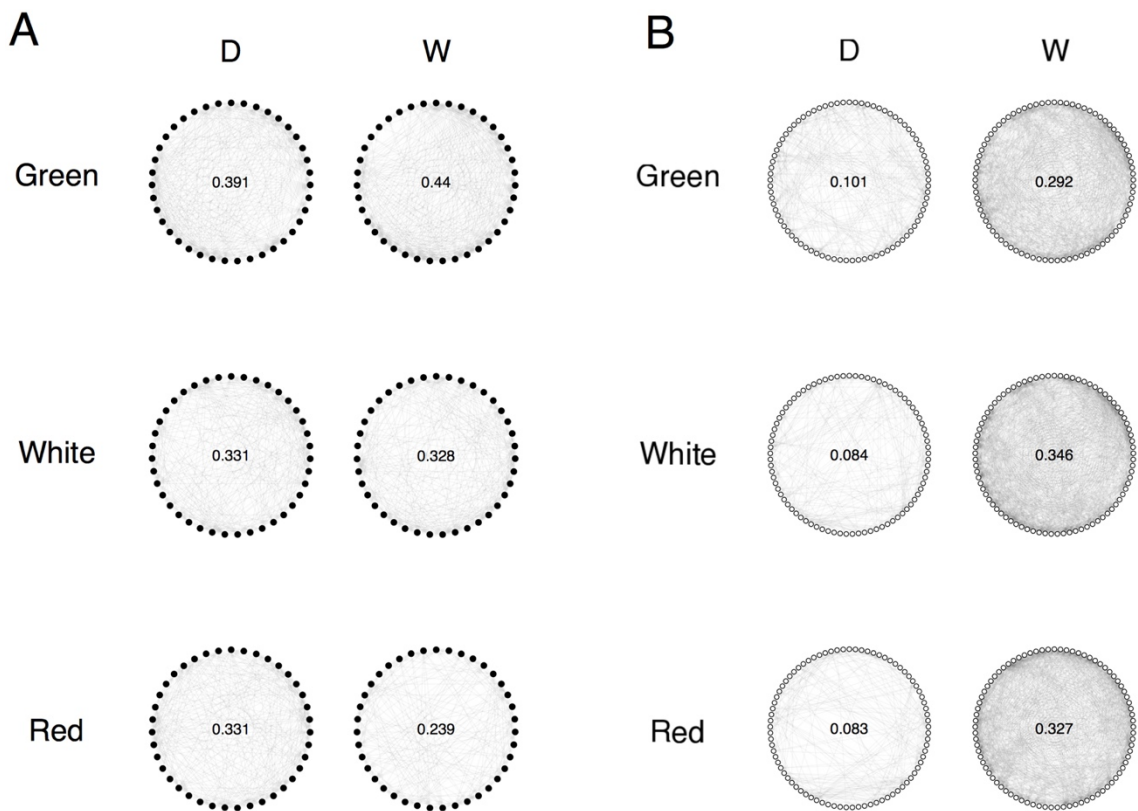 A B
D W D W
Green 0.391 0.44 Green 0.101 0.292
White 0.331 0.328 White 0.084 0.346
Red 0.331 0.239 Red 0.083 0.327